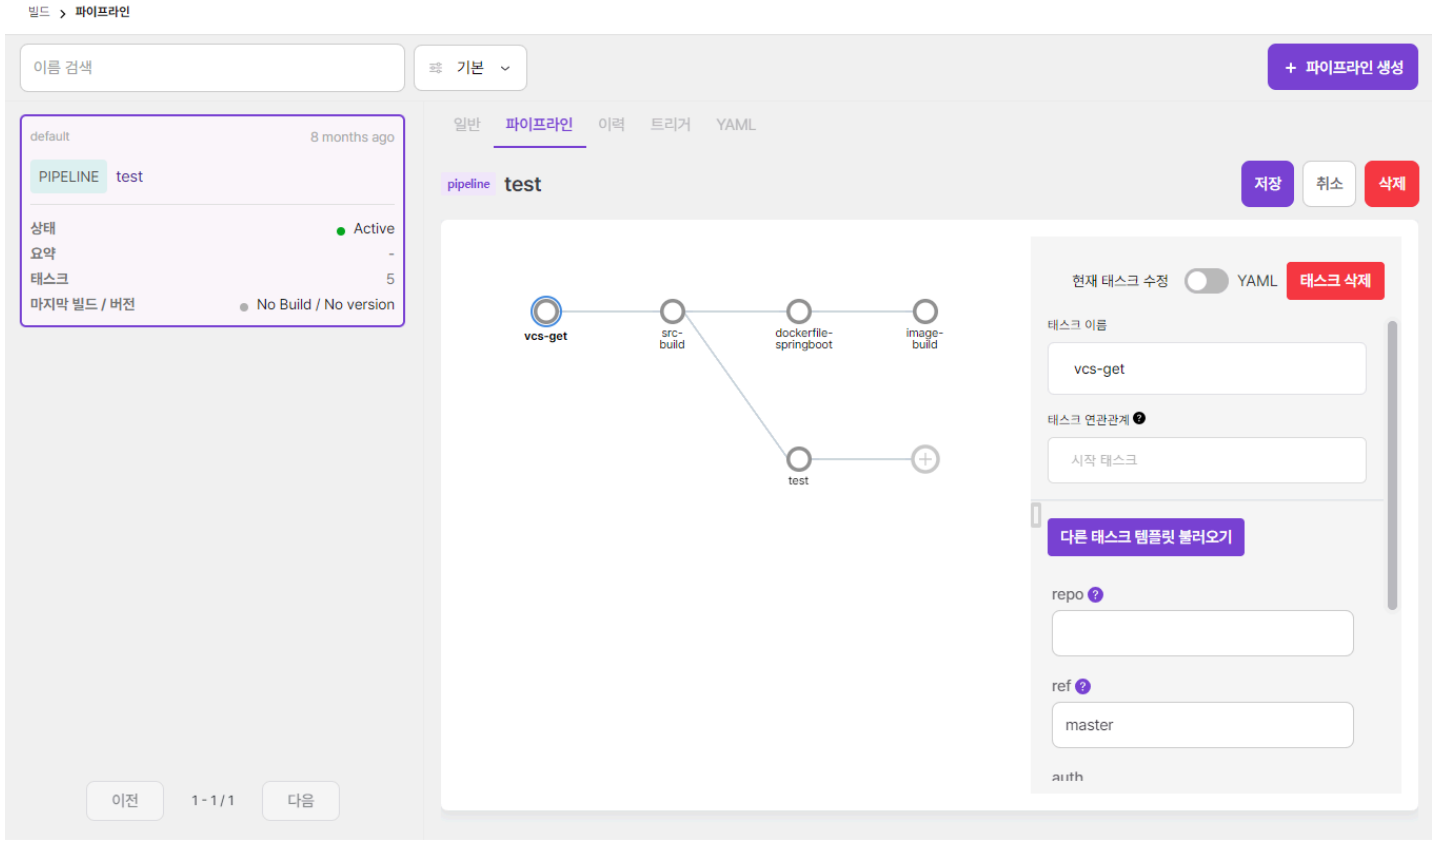 빌드 > 파이프라인
이름 검색
기본
+ 파이프라인 생성
default
8 months ago
PIPELINE test
상태
Active
요약
-
태스크
5
마지막 빌드 / 버전
No Build / No version
이전
1 - 1 / 1
다음
일반 파이프라인 이력 트리거 YAML
pipeline test
저장 취소 삭제
vcs-get
src-
build
dockerfile-
springboot
image-
build
test
현재 태스크 수정
YAML
태스크 삭제
태스크 이름
vcs-get
태스크 연관관계 ?
시작 태스크
다른 태스크 템플릿 불러오기
repo ?
ref ?
master
auth